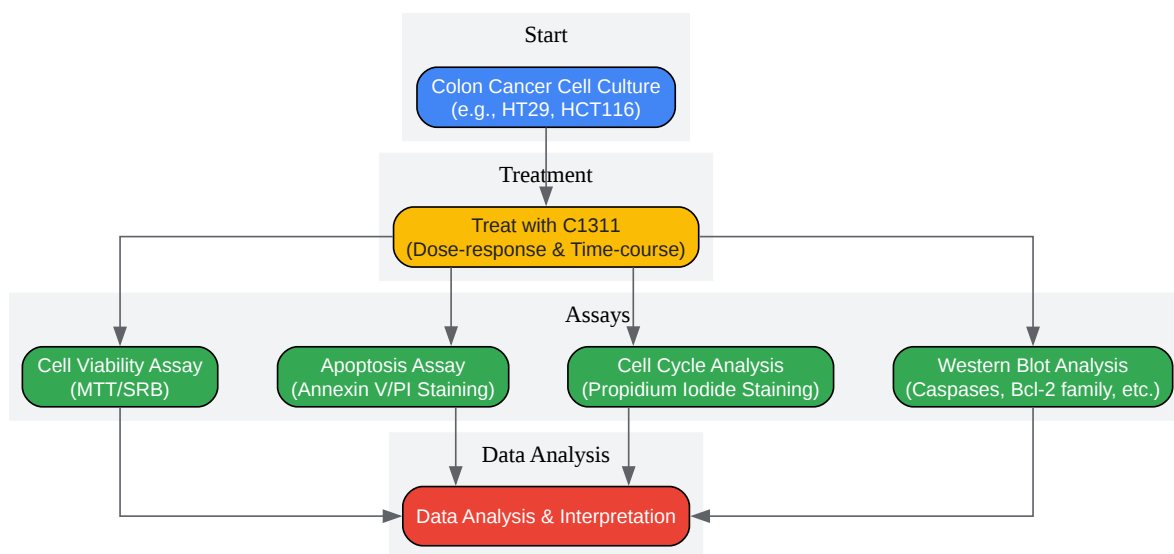 Start
Colon Cancer Cell Culture
(e.g., HT29, HCT116)
Treatment
Treat with C1311
(Dose-response & Time-course)
Assays
Cell Viability Assay
(MTT/SRB)
Apoptosis Assay
(Annexin V/PI Staining)
Cell Cycle Analysis
(Propidium Iodide Staining)
Western Blot Analysis
(Caspases, Bcl-2 family, etc.)
Data Analysis
Data Analysis & Interpretation